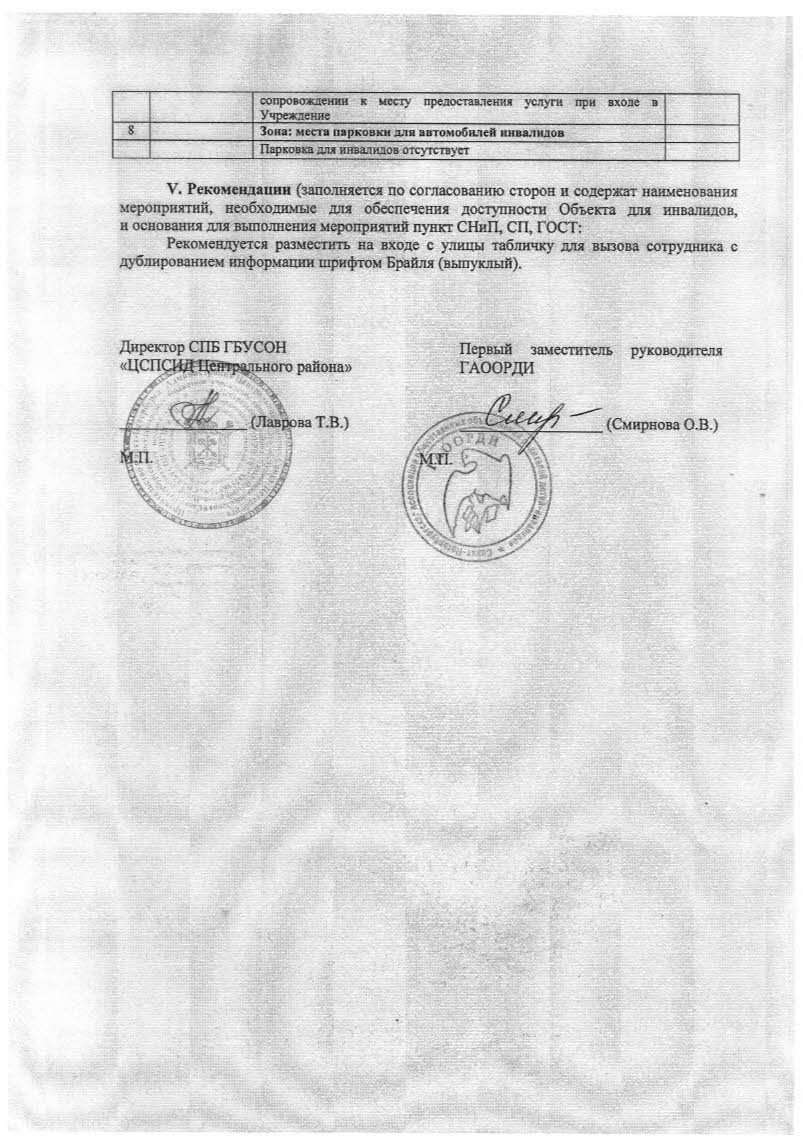 сопровождении к месту предоставления услуги при входе в
Учреждение
8 Зона: места парковки для автомобилей инвалидов
Парковка для инвалидов отсутствует
V. Рекомендации (заполняется по согласованию сторон и содержат наименования
мероприятий, необходимые для обеспечения доступности Объекта для инвалидов,
и основания для выполнения мероприятий пункт СНиП, СП, ГОСТ:
Рекомендуется разместить на входе с улицы табличку для вызова сотрудника с
дублированием информации шрифтом Брайля (выпуклый).
Директор СПБ ГБУСОН
«ЦСПСИД Центрального района»
(Лаврова Т.В.)
М.П.
Первый заместитель руководителя
ГАООРДИ
(Смирнова О.В.)
М.П.
ГАООРДИ